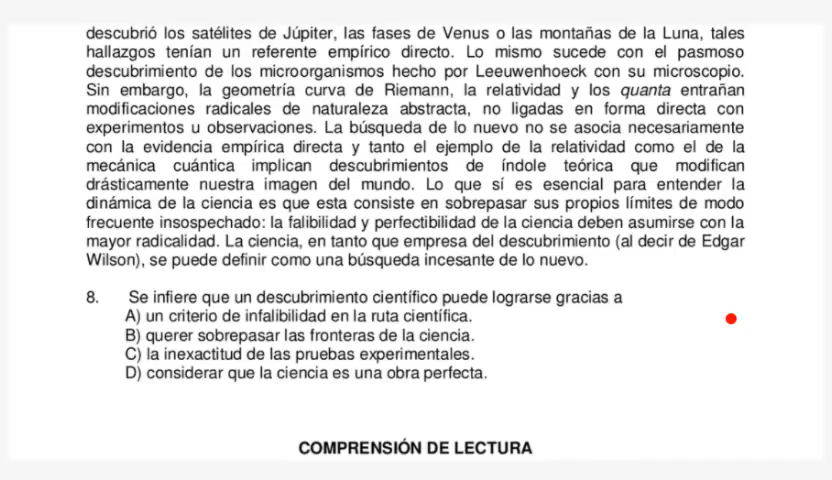 descubrió los satélites de Júpiter, las fases de Venus o las montañas de la Luna, tales
hallazgos tenían un referente empírico directo. Lo mismo sucede con el pasmoso
descubrimiento de los microorganismos hecho por Leeuwenhoeck con su microscopio.
Sin embargo, la geometría curva de Riemann, la relatividad y los quanta entrañan
modificaciones radicales de naturaleza abstracta, no ligadas en forma directa con
experimentos u observaciones. La búsqueda de lo nuevo no se asocia necesariamente
con la evidencia empírica directa y tanto el ejemplo de la relatividad como el de la
mecánica cuántica implican descubrimientos de índole teórica que modifican
drásticamente nuestra imagen del mundo. Lo que sí es esencial para entender la
dinámica de la ciencia es que esta consiste en sobrepasar sus propios límites de modo
frecuente insospechado: la falibilidad y perfectibilidad de la ciencia deben asumirse con la
mayor radicalidad. La ciencia, en tanto que empresa del descubrimiento (al decir de Edgar
Wilson), se puede definir como una búsqueda incesante de lo nuevo.
8. Se infiere que un descubrimiento científico puede lograrse gracias a
A) un criterio de infalibilidad en la ruta científica.
B) querer sobrepasar las fronteras de la ciencia.
C) la inexactitud de las pruebas experimentales.
D) considerar que la ciencia es una obra perfecta.
COMPRENSIÓN DE LECTURA